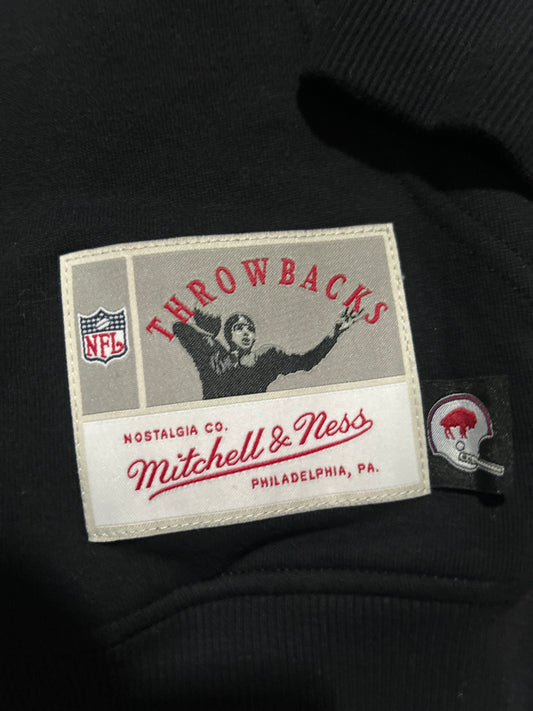 THROWBACKS
NFL
NOSTALGIA CO.
Mitchell & Ness
PHILADELPHIA, PA.